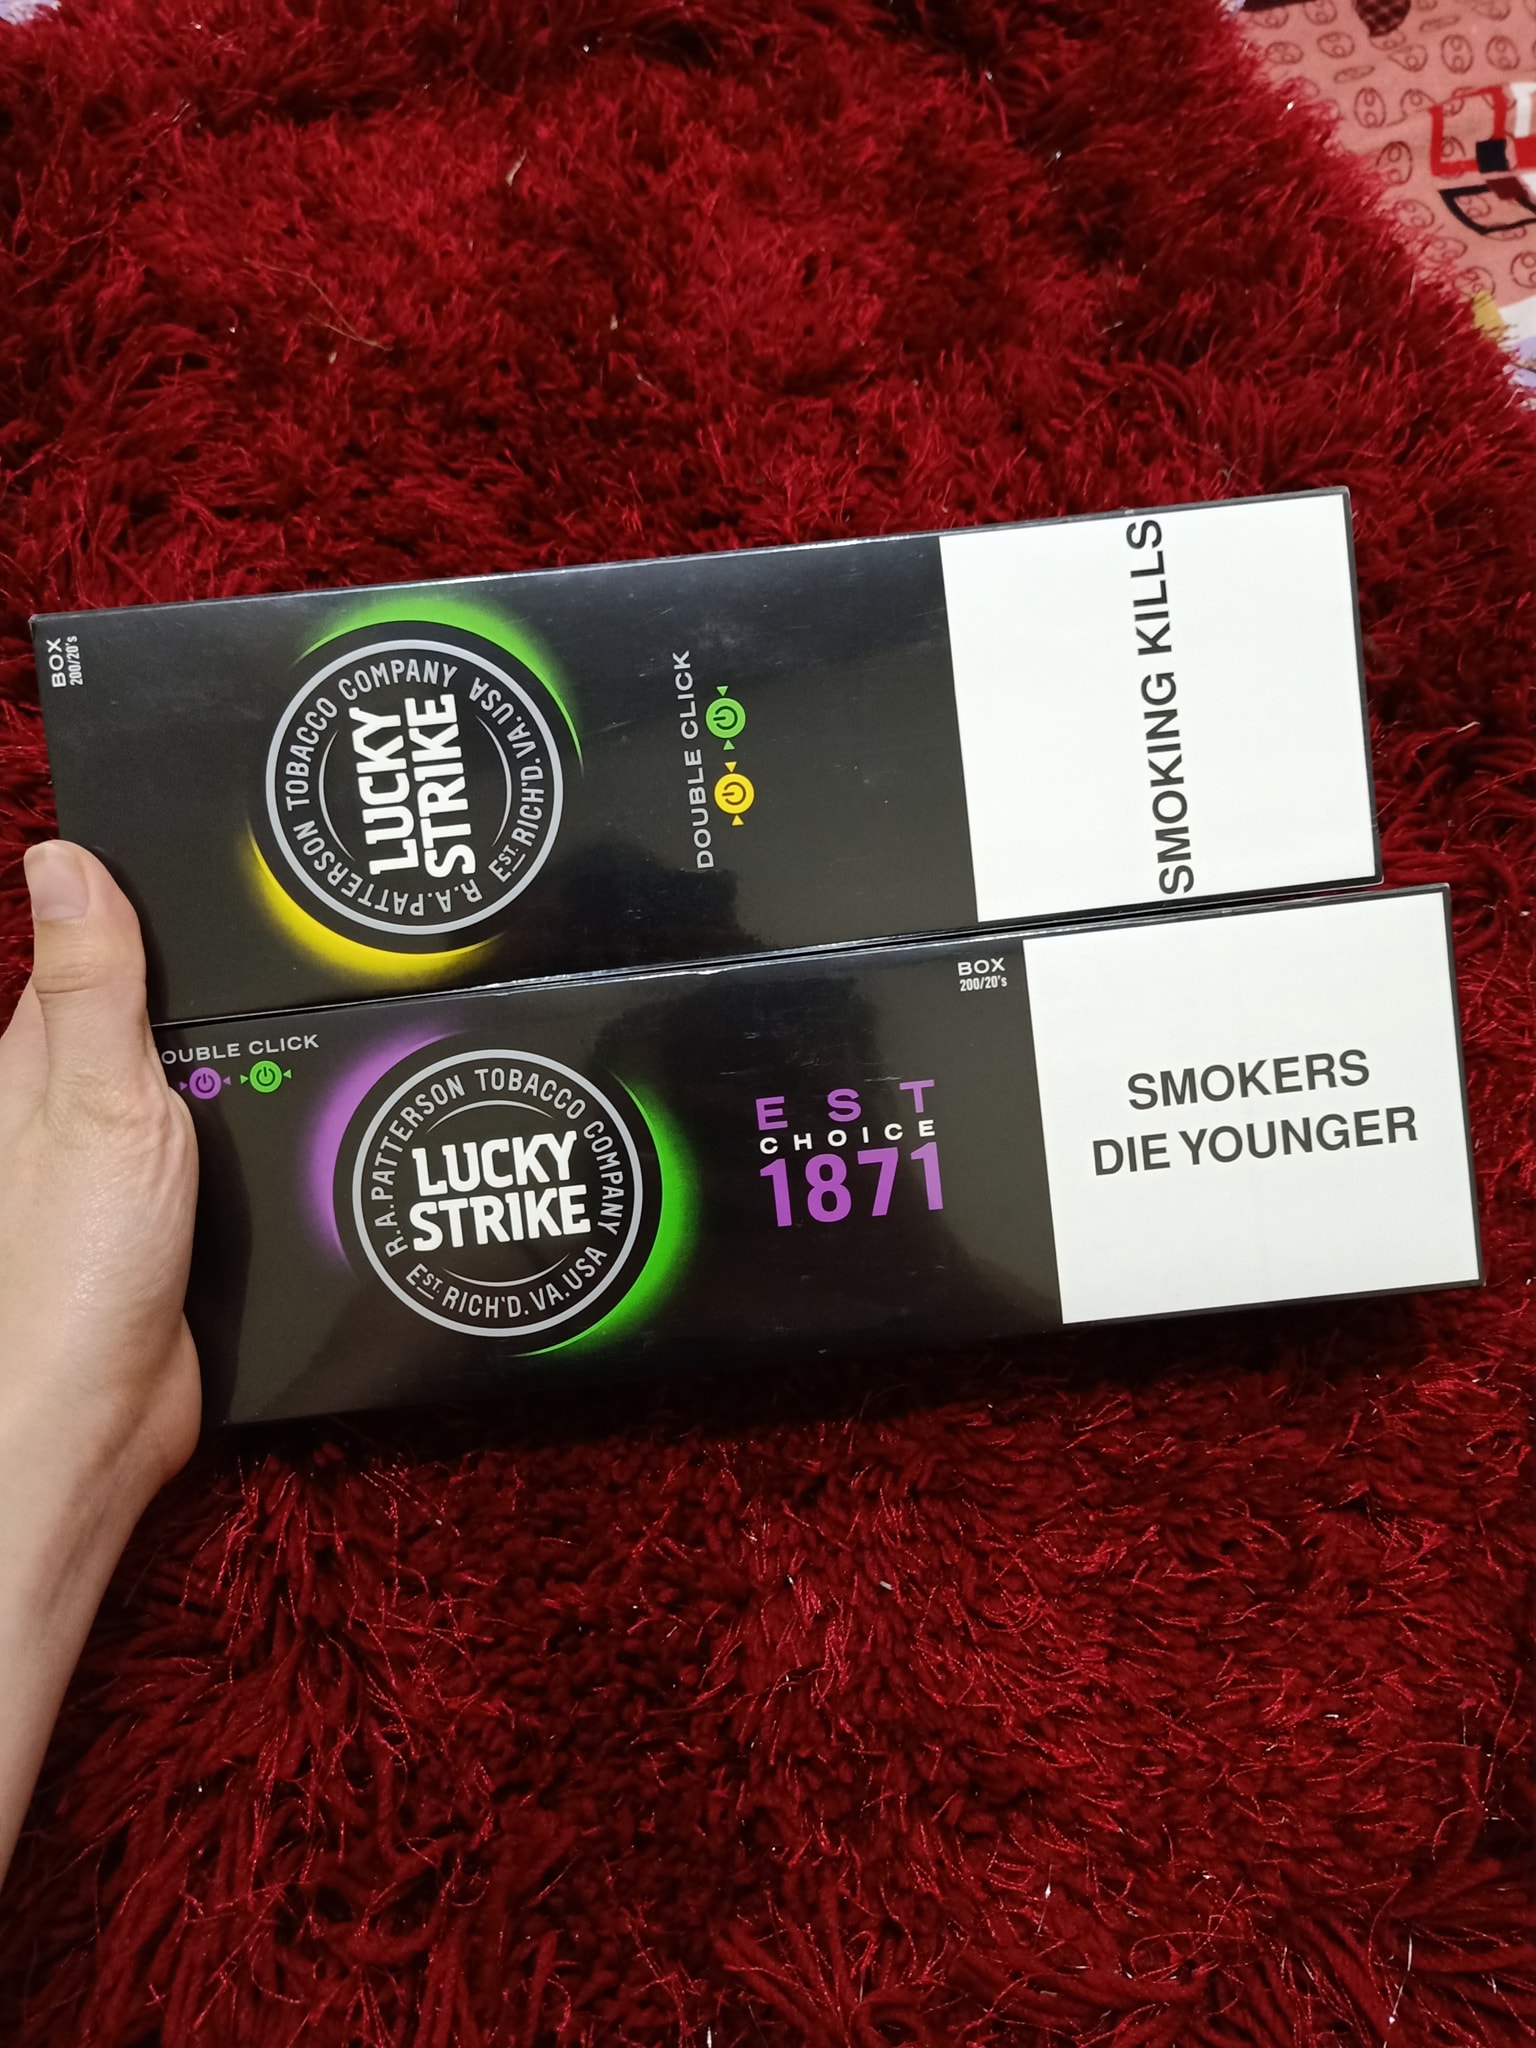 BOX
200/20's
R.A.PATTERSON TOBACCO COMPANY
LUCKY
STRIKE
EST. RICH'D.VA.USA
DOUBLE CLICK
SMOKING KILLS
OUBLE CLICK
R.A.PATTERSON TOBACCO COMPANY
LUCKY
STRIKE
EST. RICH'D.VA.USA
EST
CHOICE
1871
BOX
200/20's
SMOKERS
DIE YOUNGER